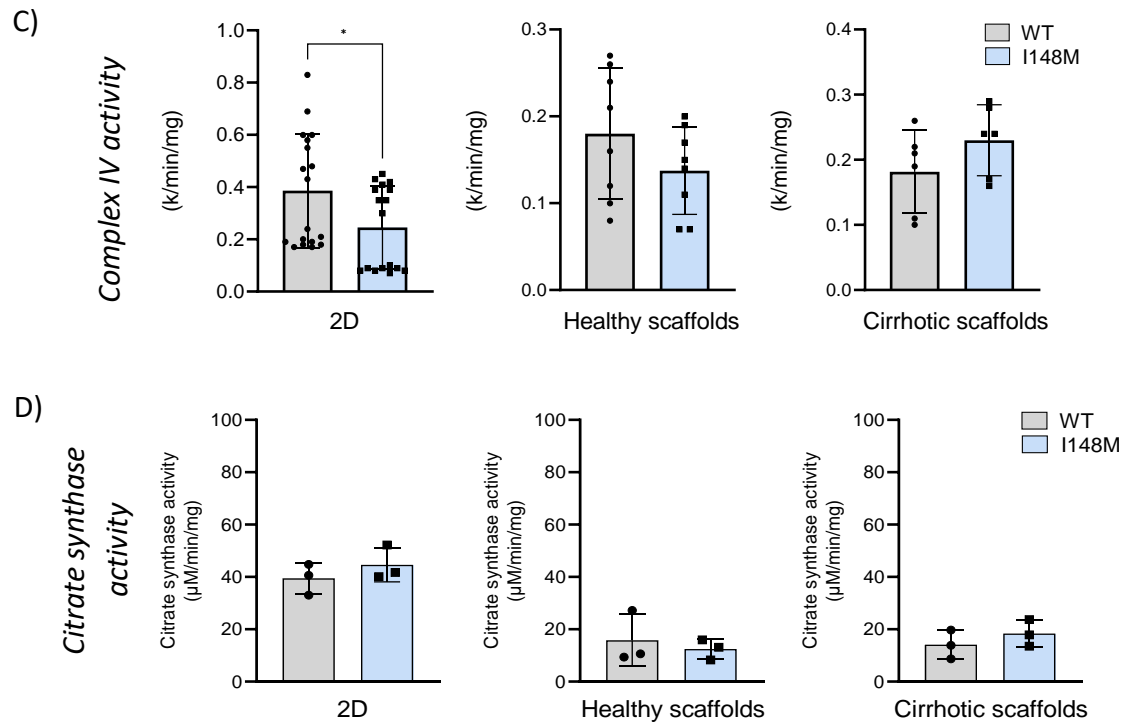 C)
Complex IV activity
(k/min/mg)
1.0
0.8
0.6
0.4
0.2
0.0
*
2D
(k/min/mg)
0.3
0.2
0.1
0.0
Healthy scaffolds
(k/min/mg)
0.4
0.3
0.2
0.1
0.0
Cirrhotic scaffolds
WT
I148M
D)
Citrate synthase
activity
Citrate synthase activity
(µM/min/mg)
100
80
60
40
20
0
2D
Citrate synthase activity
(µM/min/mg)
100
80
60
40
20
0
Healthy scaffolds
Citrate synthase activity
(µM/min/mg)
100
80
60
40
20
0
Cirrhotic scaffolds
WT
I148M